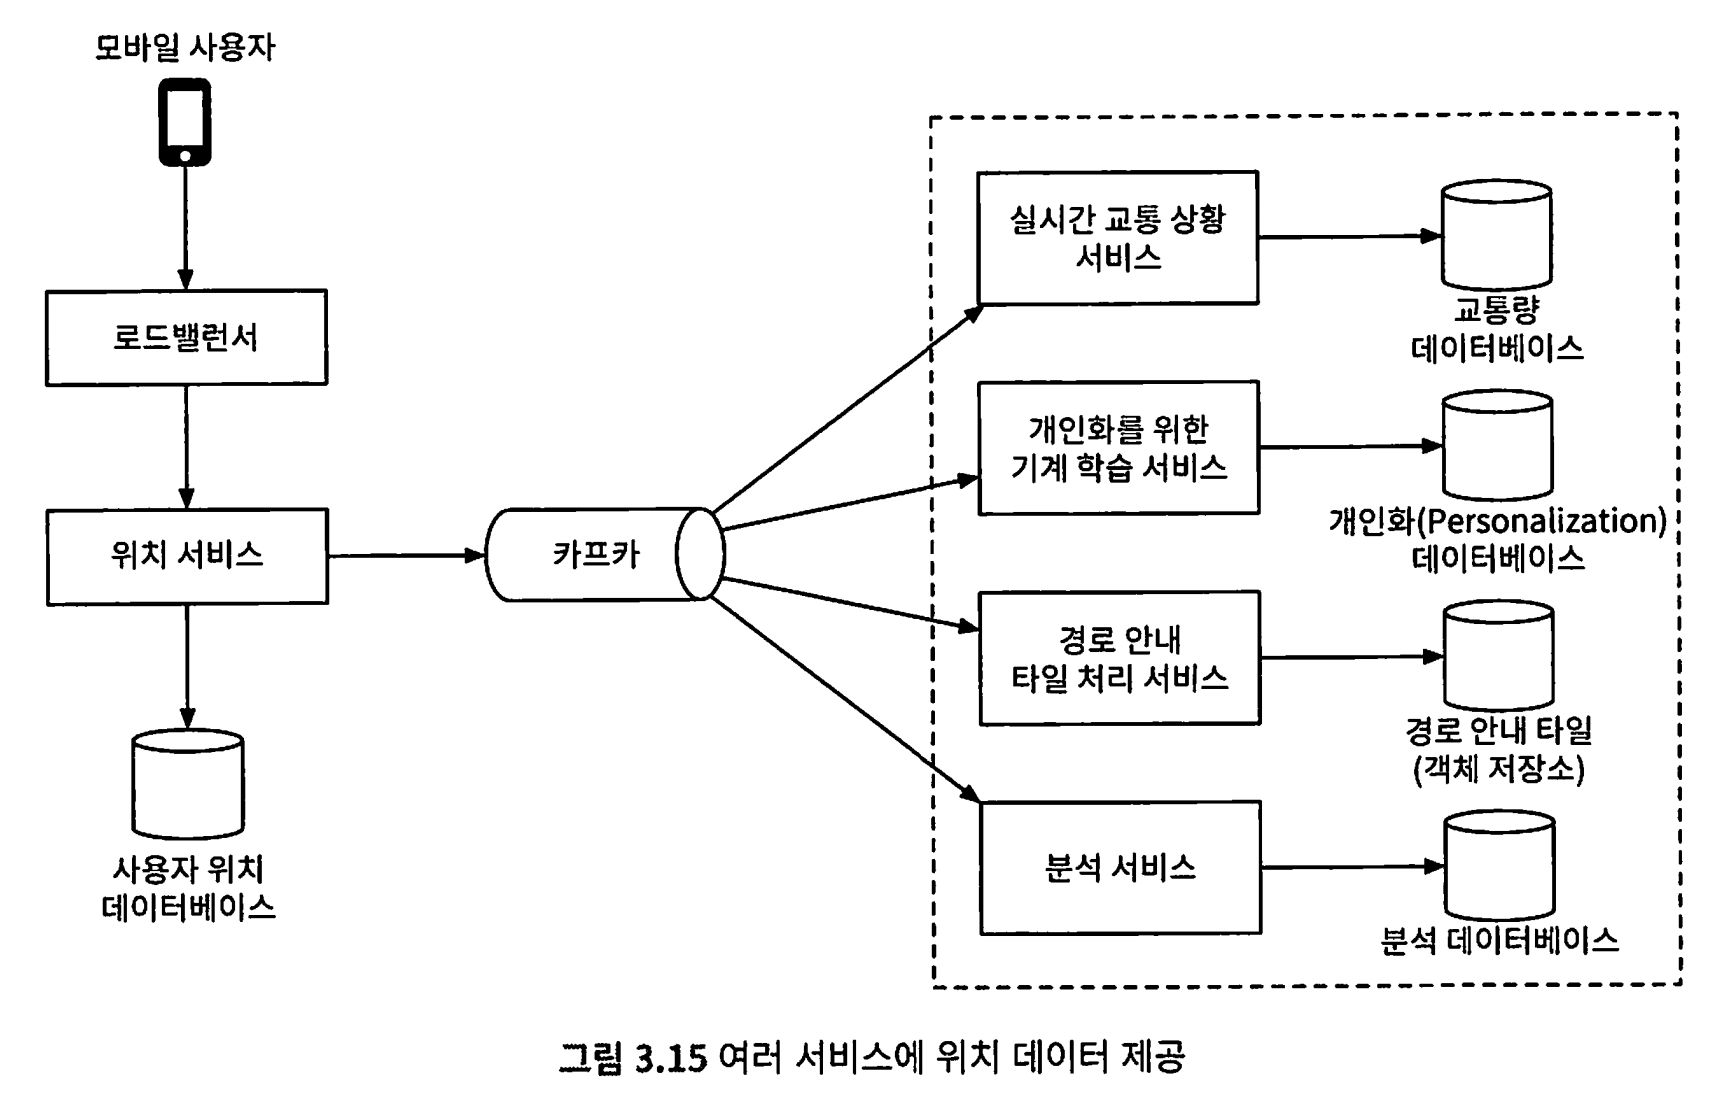 모바일 사용자
로드밸런서
위치 서비스
사용자 위치
데이터베이스
카프카
실시간 교통 상황
서비스
교통량
데이터베이스
개인화를 위한
기계 학습 서비스
개인화(Personalization)
데이터베이스
경로 안내
타일 처리 서비스
경로 안내 타일
(객체 저장소)
분석 서비스
분석 데이터베이스
그림 3.15 여러 서비스에 위치 데이터 제공